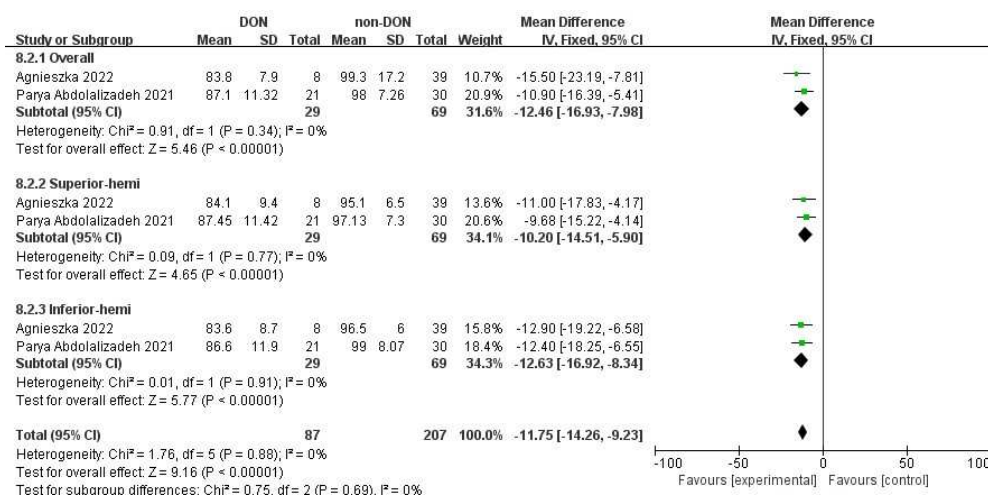 DON non-DON Mean Difference Mean Difference
Study or Subgroup Mean SD Total Mean SD Total Weight IV, Fixed, 95% CI IV, Fixed, 95% CI
8.2.1 Overall
Agnieszka 2022 83.8 7.9 8 99.3 17.2 39 10.7% -15.50 [-23.19, -7.81]
Parya Abdolalizadeh 2021 87.1 11.32 21 98 7.26 30 20.9% -10.90 [-16.39, -5.41]
Subtotal (95% CI) 29 69 31.6% -12.46 [-16.93, -7.98]
Heterogeneity: Chi² = 0.91, df = 1 (P = 0.34); I² = 0%
Test for overall effect: Z = 5.46 (P < 0.00001)
8.2.2 Superior-hemi
Agnieszka 2022 84.1 9.4 8 95.1 6.5 39 13.6% -11.00 [-17.83, -4.17]
Parya Abdolalizadeh 2021 87.45 11.42 21 97.13 7.3 30 20.6% -9.68 [-15.22, -4.14]
Subtotal (95% CI) 29 69 34.1% -10.20 [-14.51, -5.90]
Heterogeneity: Chi² = 0.09, df = 1 (P = 0.77); I² = 0%
Test for overall effect: Z = 4.65 (P < 0.00001)
8.2.3 Inferior-hemi
Agnieszka 2022 83.6 8.7 8 96.5 6 39 15.8% -12.90 [-19.22, -6.58]
Parya Abdolalizadeh 2021 86.6 11.9 21 99 8.07 30 18.4% -12.40 [-18.25, -6.55]
Subtotal (95% CI) 29 69 34.3% -12.63 [-16.92, -8.34]
Heterogeneity: Chi² = 0.01, df = 1 (P = 0.91); I² = 0%
Test for overall effect: Z = 5.77 (P < 0.00001)
Total (95% CI) 87 207 100.0% -11.75 [-14.26, -9.23]
Heterogeneity: Chi² = 1.76, df = 5 (P = 0.88); I² = 0%
Test for overall effect: Z = 9.16 (P < 0.00001)
Test for subgroup differences: Chi² = 0.75, df = 2 (P = 0.69), I² = 0%
-100 -50 0 50 100
Favours [experimental] Favours [control]